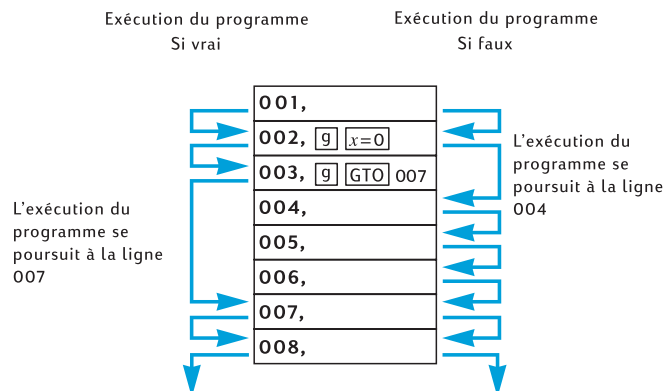 Exécution du programme
Si vrai
Exécution du programme
Si faux
001,
002, g x=0
003, g GTO 007
004,
005,
006,
007,
008,
L'exécution du
programme se
poursuit à la ligne
007
L'exécution du
programme se
poursuit à la ligne
004